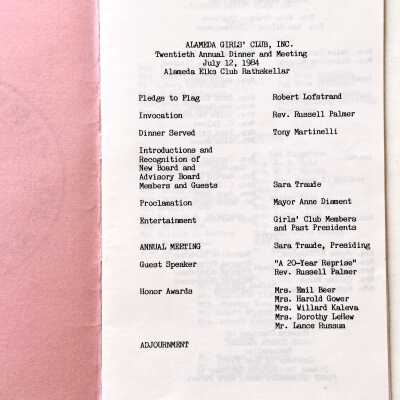 ALAMEDA GIRLS' CLUB, INC.
Twentieth Annual Dinner and Meeting
July 12, 1984
Alameda Elks Club Rathskellar
Pledge to Flag Robert Lofstrand
Invocation Rev. Russell Palmer
Dinner Served Tony Martinelli
Introductions and
Recognition of
New Board and
Advisory Board
Members and Guests Sara Traude
Proclamation Mayor Anne Diament
Entertainment Girls' Club Members
and Past Presidents
ANNUAL MEETING Sara Traude, Presiding
Guest Speaker "A 20-Year Reprise"
Rev. Russell Palmer
Honor Awards Mrs. Emil Beer
Mrs. Harold Gower
Mrs. Willard Kaleva
Mrs. Dorothy LeHew
Mr. Lance Russum
ADJOURNMENT